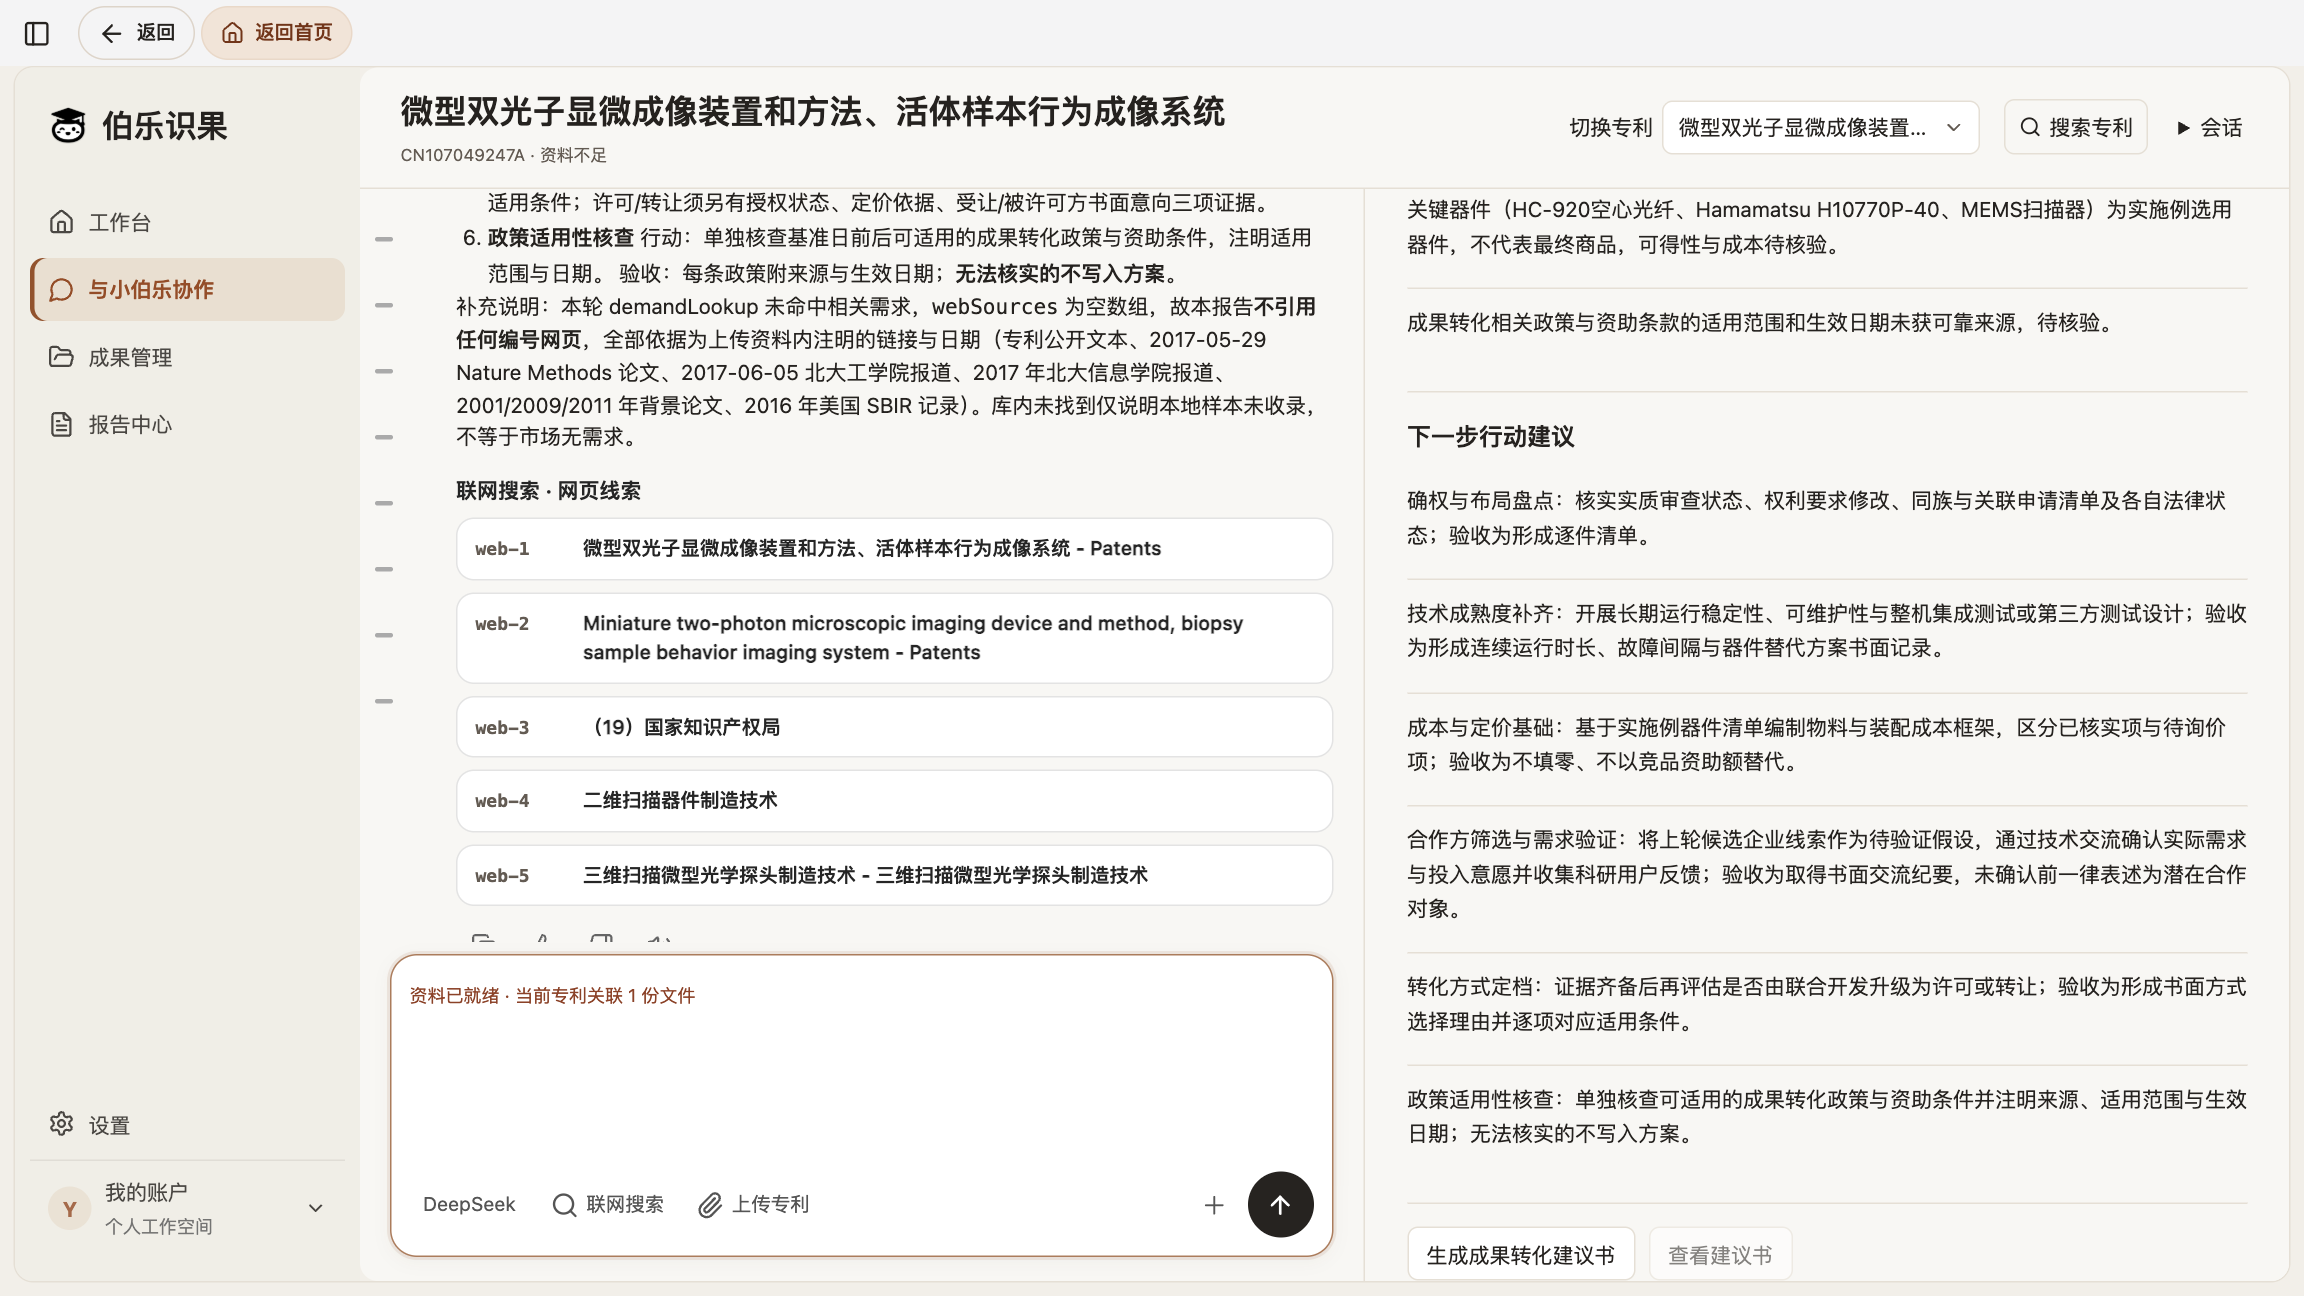 返回
返回首页
伯乐识果
工作台
与小伯乐协作
成果管理
报告中心
设置
Y
我的账户
个人工作空间
微型双光子显微成像装置和方法、活体样本行为成像系统
CN107049247A · 资料不足
切换专利
微型双光子显微成像装置...
搜索专利
会话
适用条件；许可/转让须另有授权状态、定价依据、受让/被许可方书面意向三项证据。
6. 政策适用性核查 行动：单独核查基准日前后可适用的成果转化政策与资助条件，注明适用
范围与日期。 验收：每条政策附来源与生效日期；无法核实的不写入方案。
补充说明：本轮 demandLookup 未命中相关需求，webSources 为空数组，故本报告不引用
任何编号网页，全部依据为上传资料内注明的链接与日期（专利公开文本、2017-05-29
Nature Methods 论文、2017-06-05 北大工学院报道、2017 年北大信息学院报道、
2001/2009/2011 年背景论文、2016 年美国 SBIR 记录）。库内未找到仅说明本地样本未收录，
不等于市场无需求。
联网搜索 · 网页线索
web-1 微型双光子显微成像装置和方法、活体样本行为成像系统 - Patents
web-2 Miniature two-photon microscopic imaging device and method, biopsy
sample behavior imaging system - Patents
web-3 （19）国家知识产权局
web-4 二维扫描器件制造技术
web-5 三维扫描微型光学探头制造技术 - 三维扫描微型光学探头制造技术
资料已就绪 · 当前专利关联 1 份文件
DeepSeek
联网搜索
上传专利
关键器件（HC-920空心光纤、Hamamatsu H10770P-40、MEMS扫描器）为实施例选用
器件，不代表最终商品，可得性与成本待核验。
成果转化相关政策与资助条款的适用范围和生效日期未获可靠来源，待核验。
下一步行动建议
确权与布局盘点：核实实质审查状态、权利要求修改、同族与关联申请清单及各自法律状
态；验收为形成逐件清单。
技术成熟度补齐：开展长期运行稳定性、可维护性与整机集成测试或第三方测试设计；验收
为形成连续运行时长、故障间隔与器件替代方案书面记录。
成本与定价基础：基于实施例器件清单编制物料与装配成本框架，区分已核实项与待询价
项；验收为不填零、不以竞品资助额替代。
合作方筛选与需求验证：将上轮候选企业线索作为待验证假设，通过技术交流确认实际需求
与投入意愿并收集科研用户反馈；验收为取得书面交流纪要，未确认前一律表述为潜在合作
对象。
转化方式定档：证据齐备后再评估是否由联合开发升级为许可或转让；验收为形成书面方式
选择理由并逐项对应适用条件。
政策适用性核查：单独核查可适用的成果转化政策与资助条件并注明来源、适用范围与生效
日期；无法核实的不写入方案。
生成成果转化建议书
查看建议书